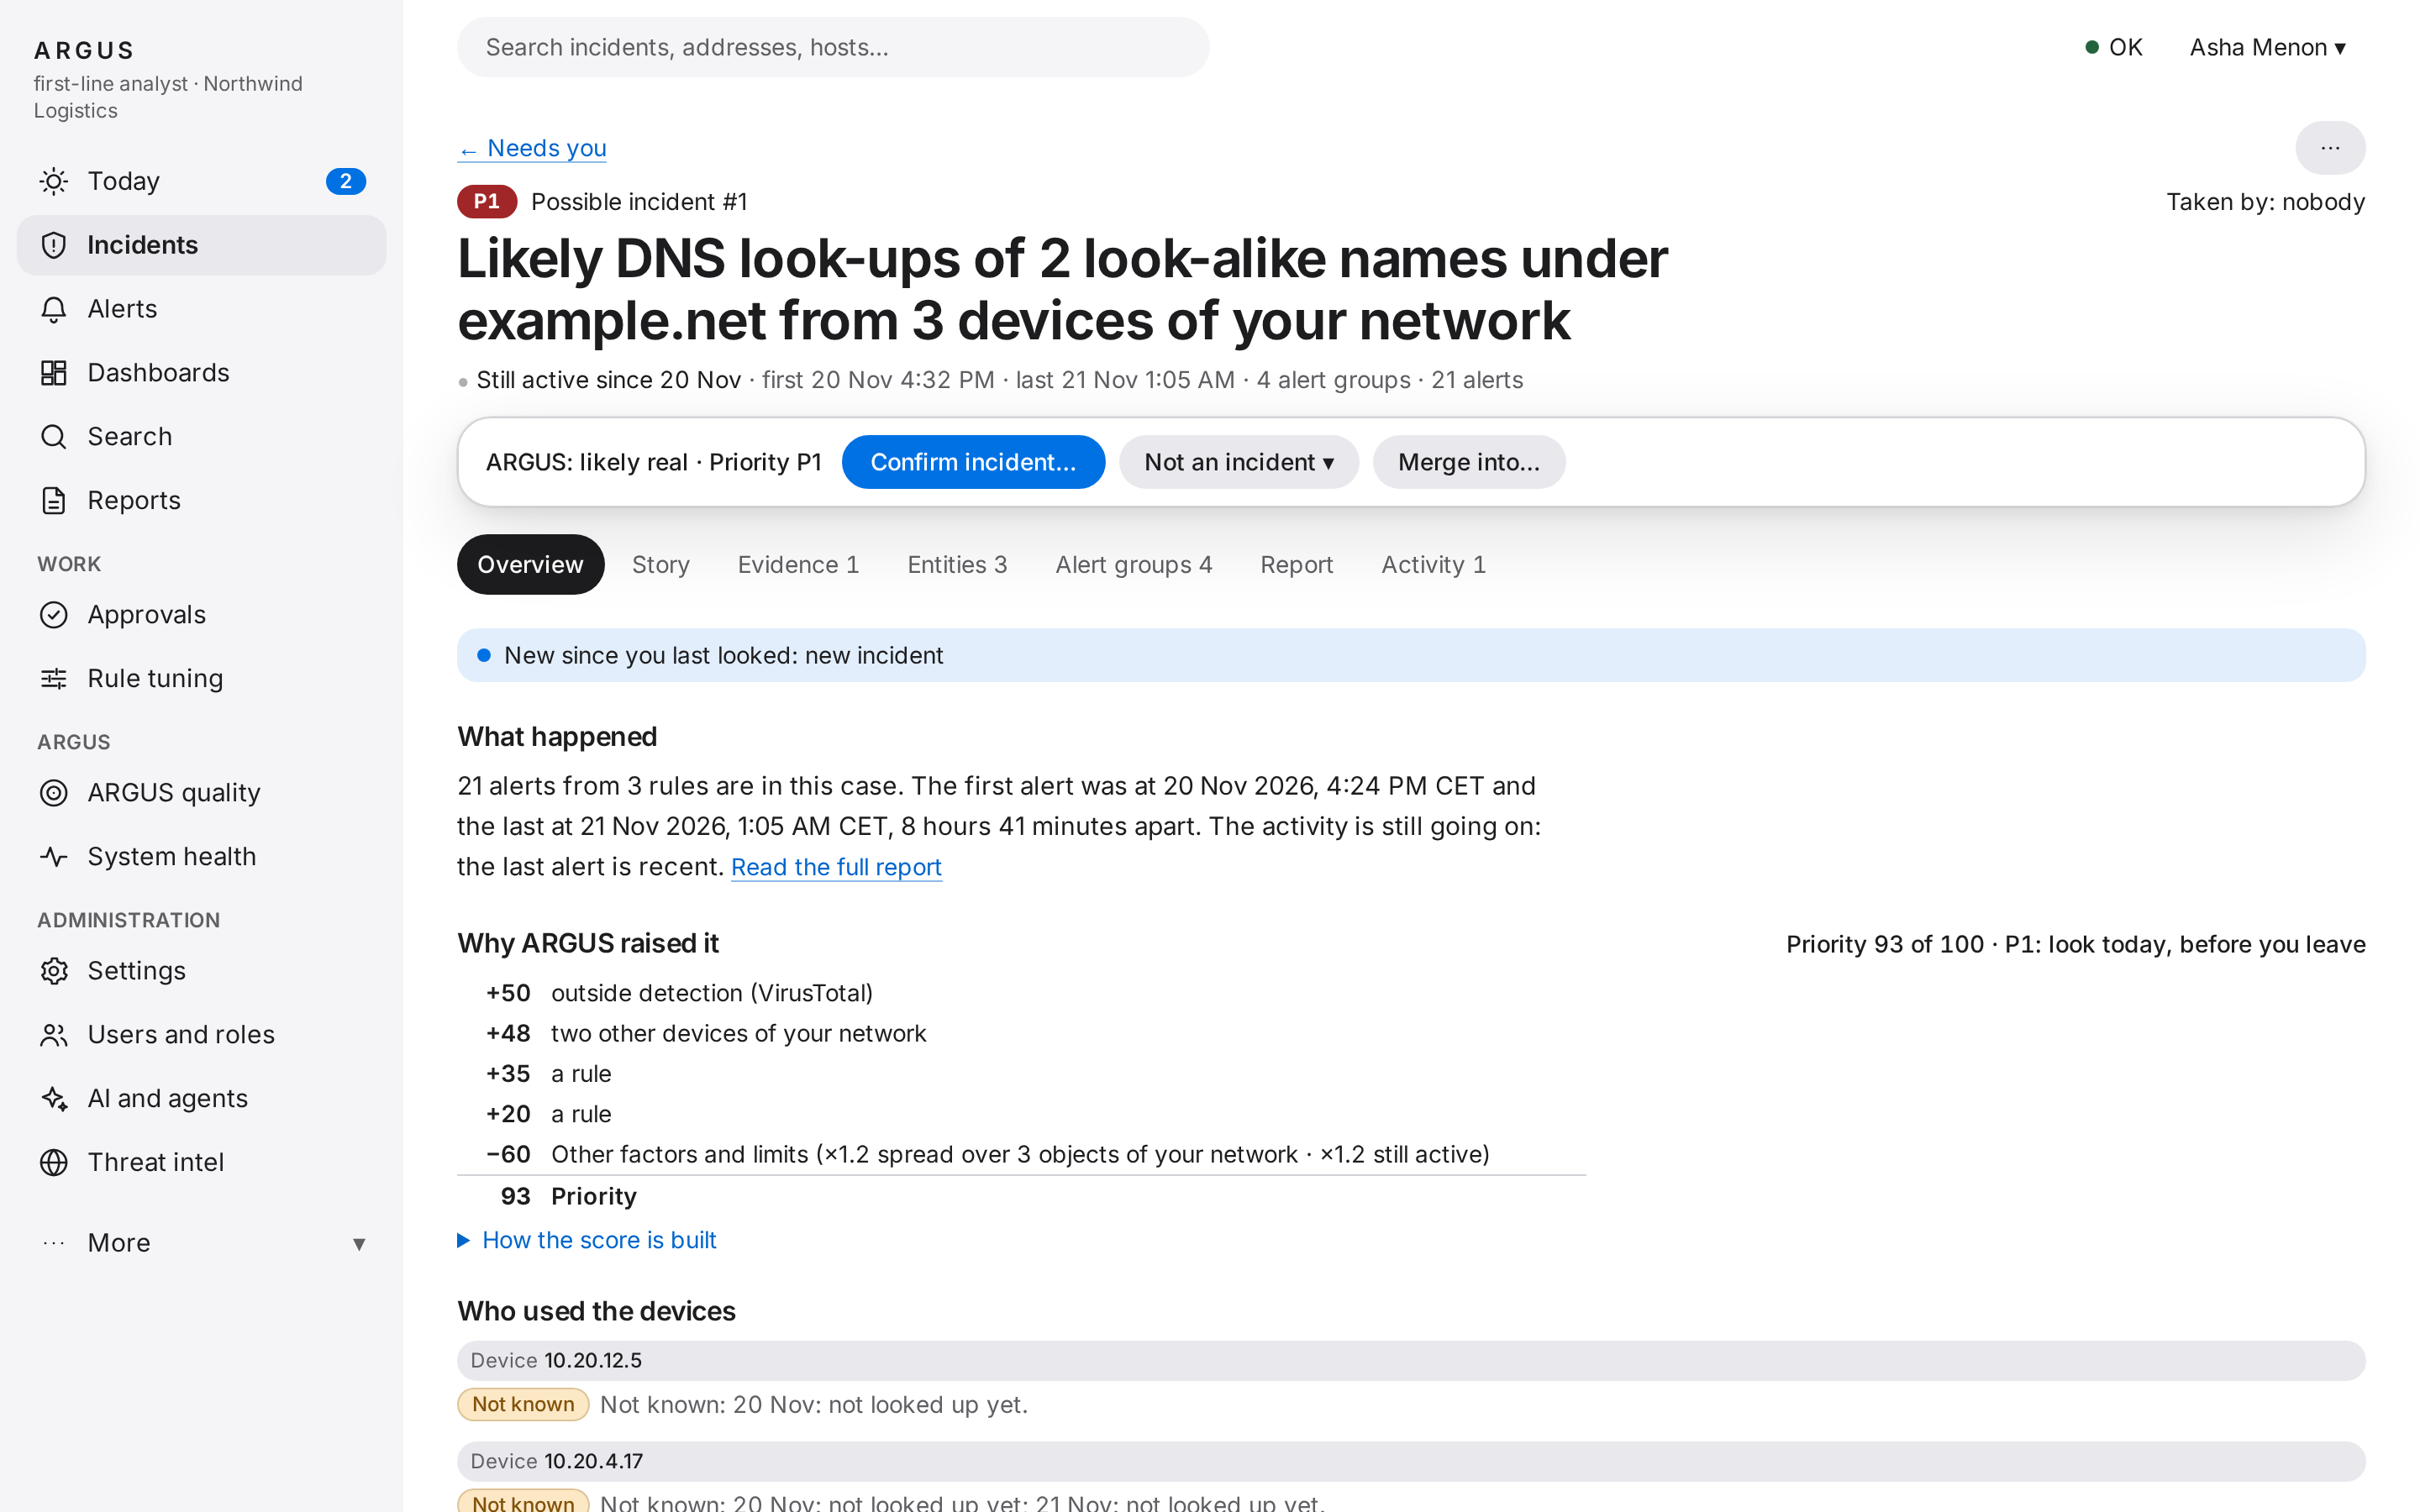 ARGUS
first-line analyst · Northwind
Logistics
Today 2
Incidents
Alerts
Dashboards
Search
Reports
WORK
Approvals
Rule tuning
ARGUS
ARGUS quality
System health
ADMINISTRATION
Settings
Users and roles
AI and agents
Threat intel
··· More ▾
Search incidents, addresses, hosts...
OK Asha Menon ▾
← Needs you
···
P1 Possible incident #1
Taken by: nobody
Likely DNS look-ups of 2 look-alike names under
example.net from 3 devices of your network
Still active since 20 Nov · first 20 Nov 4:32 PM · last 21 Nov 1:05 AM · 4 alert groups · 21 alerts
ARGUS: likely real · Priority P1 Confirm incident... Not an incident ▾ Merge into...
Overview Story Evidence 1 Entities 3 Alert groups 4 Report Activity 1
New since you last looked: new incident
What happened
21 alerts from 3 rules are in this case. The first alert was at 20 Nov 2026, 4:24 PM CET and
the last at 21 Nov 2026, 1:05 AM CET, 8 hours 41 minutes apart. The activity is still going on:
the last alert is recent. Read the full report
Why ARGUS raised it
Priority 93 of 100 · P1: look today, before you leave
+50 outside detection (VirusTotal)
+48 two other devices of your network
+35 a rule
+20 a rule
−60 Other factors and limits (×1.2 spread over 3 objects of your network · ×1.2 still active)
93 Priority
▶ How the score is built
Who used the devices
Device 10.20.12.5
Not known Not known: 20 Nov: not looked up yet.
Device 10.20.4.17
Not known Not known: 20 Nov: not looked up yet; 21 Nov: not looked up yet.